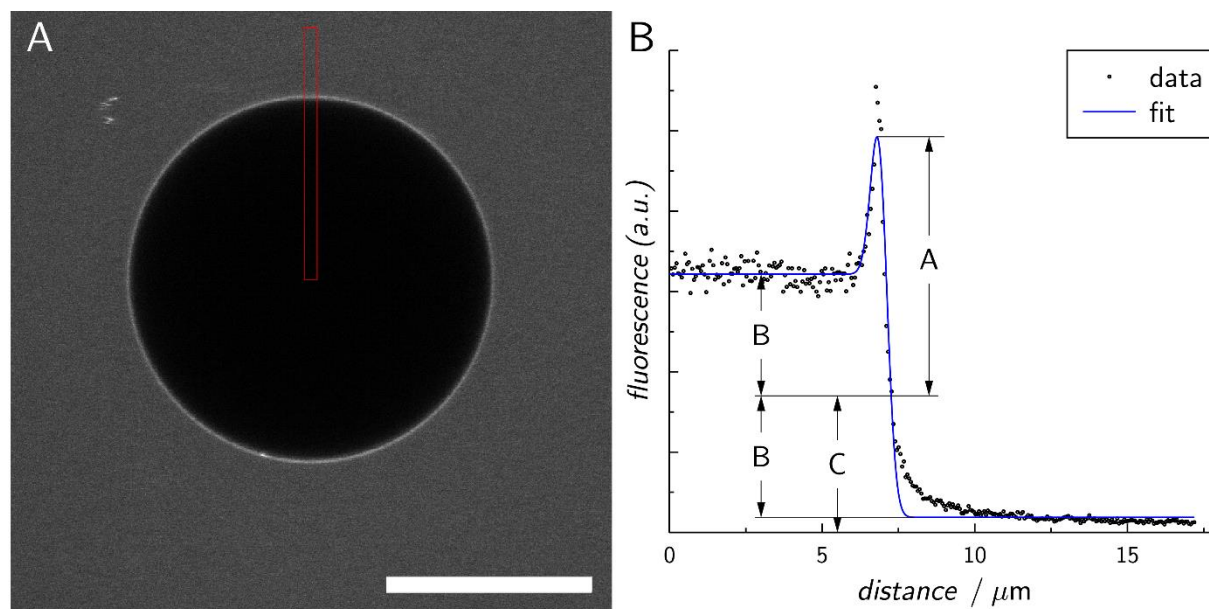 A
B
data
fit
fluorescence (a.u.)
A
B
B
C
0
5
10
15
distance / μm